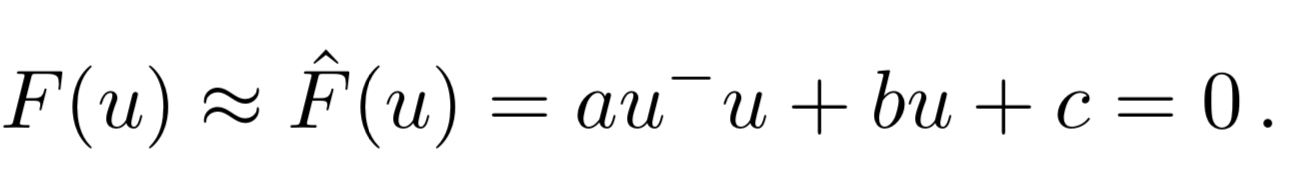 F(u) ≈ F̂(u) = au⁻u + bu + c = 0 .